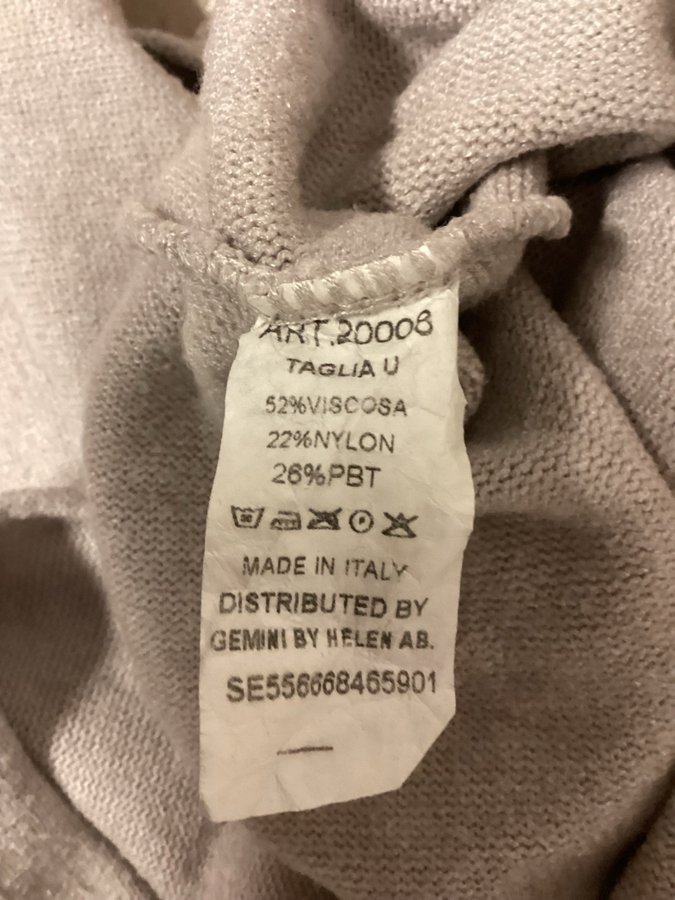 ART.20008
TAGLIA U
52%VISCOSA
22%NYLON
26%PBT
MADE IN ITALY
DISTRIBUTED BY
GEMINI BY HELEN AB.
SE556668465901